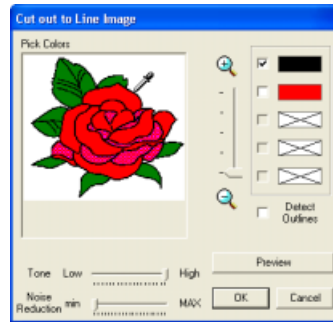 Cut out to Line Image
Pick Colors
Detect
Outlines
Preview
Tone Low High
Noise
Reduction min MAX
OK Cancel